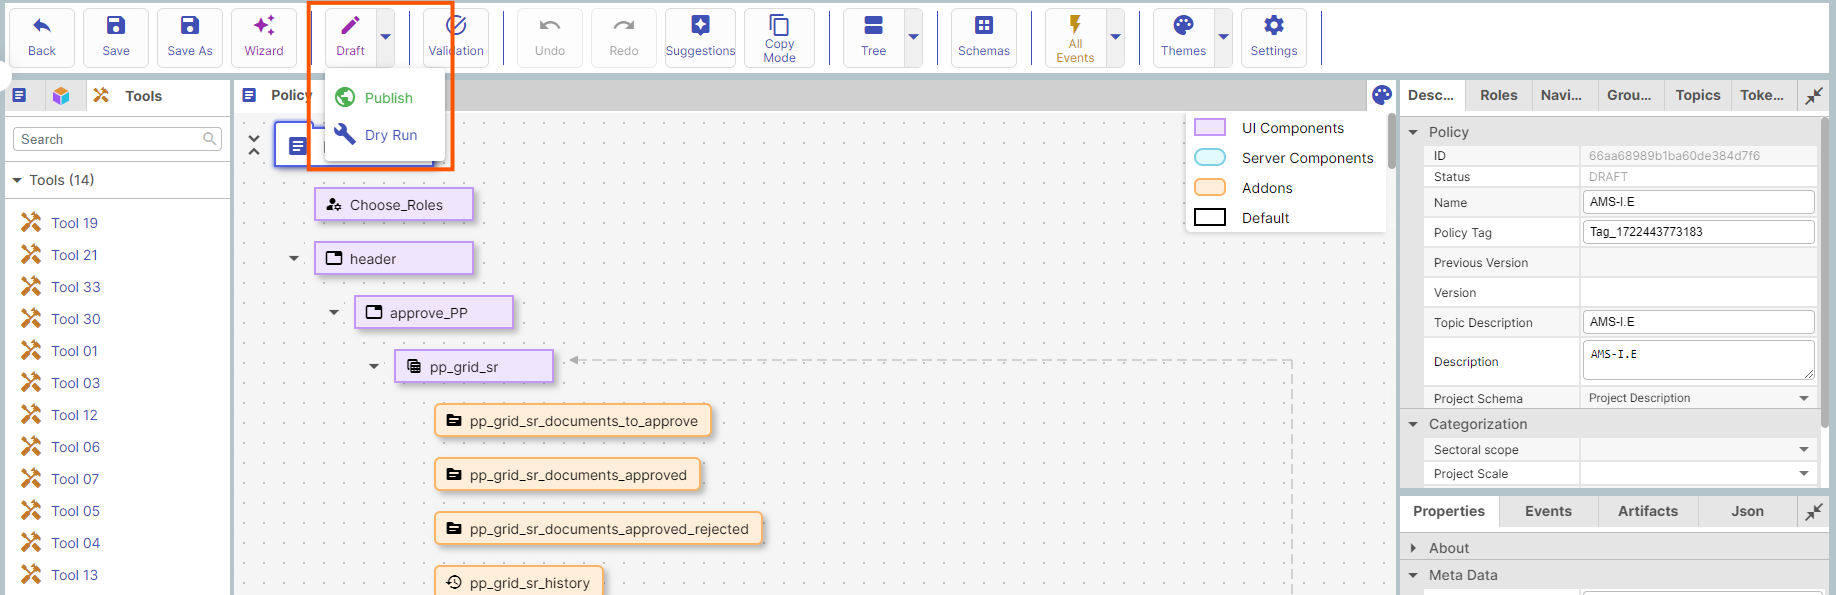 Back
Save
Save As
Wizard
Draft
Validation
Undo
Redo
Suggestions
Copy
Mode
Tree
Schemas
All
Events
Themes
Settings
Publish
Dry Run
Tools
Search
Tools (14)
Tool 19
Tool 21
Tool 33
Tool 30
Tool 01
Tool 03
Tool 12
Tool 06
Tool 07
Tool 05
Tool 04
Tool 13
Policy
Choose_Roles
header
approve_PP
pp_grid_sr
pp_grid_sr_documents_to_approve
pp_grid_sr_documents_approved
pp_grid_sr_documents_approved_rejected
pp_grid_sr_history
UI Components
Server Components
Addons
Default
Desc... Roles Navi... Grou... Topics Toke...
Policy
ID 66aa68989b1ba60de384d7f6
Status DRAFT
Name AMS-I.E
Policy Tag Tag_1722443773183
Previous Version
Version
Topic Description AMS-I.E
Description AMS-I.E
Project Schema Project Description
Categorization
Sectoral scope
Project Scale
Properties Events Artifacts Json
About
Meta Data